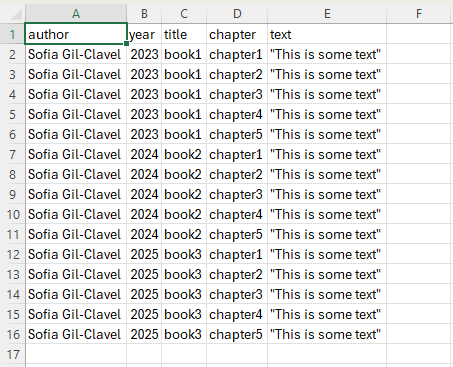 A B C D E F
1 author year title chapter text
2 Sofia Gil-Clavel 2023 book1 chapter1 "This is some text"
3 Sofia Gil-Clavel 2023 book1 chapter2 "This is some text"
4 Sofia Gil-Clavel 2023 book1 chapter3 "This is some text"
5 Sofia Gil-Clavel 2023 book1 chapter4 "This is some text"
6 Sofia Gil-Clavel 2023 book1 chapter5 "This is some text"
7 Sofia Gil-Clavel 2024 book2 chapter1 "This is some text"
8 Sofia Gil-Clavel 2024 book2 chapter2 "This is some text"
9 Sofia Gil-Clavel 2024 book2 chapter3 "This is some text"
10 Sofia Gil-Clavel 2024 book2 chapter4 "This is some text"
11 Sofia Gil-Clavel 2024 book2 chapter5 "This is some text"
12 Sofia Gil-Clavel 2025 book3 chapter1 "This is some text"
13 Sofia Gil-Clavel 2025 book3 chapter2 "This is some text"
14 Sofia Gil-Clavel 2025 book3 chapter3 "This is some text"
15 Sofia Gil-Clavel 2025 book3 chapter4 "This is some text"
16 Sofia Gil-Clavel 2025 book3 chapter5 "This is some text"
17